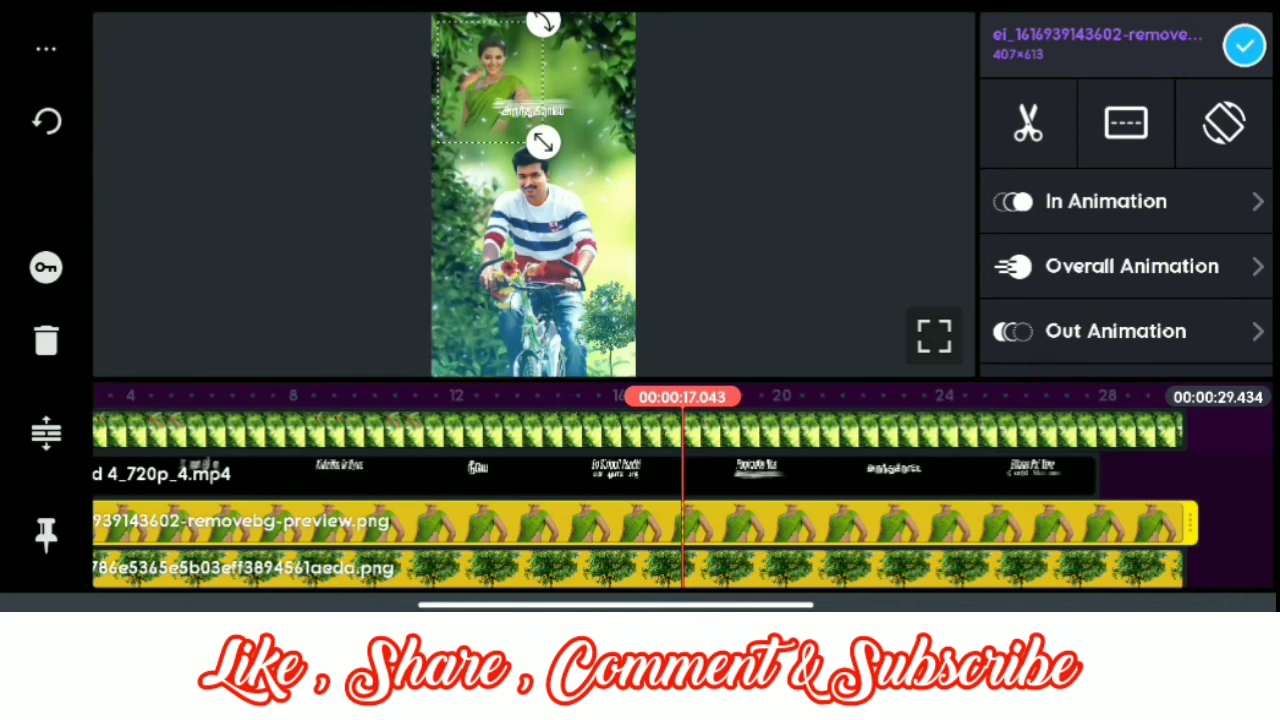 ei_1616939143602-remove...
407×613
In Animation
Overall Animation
Out Animation
4 8 12 16 20 24 28
00:00:17.043
00:00:29.434
d 4_720p_4.mp4
நீயே
939143602-removebg-preview.png
786e5365e5b03eff3894561aeda.png
Like , Share , Comment & Subscribe